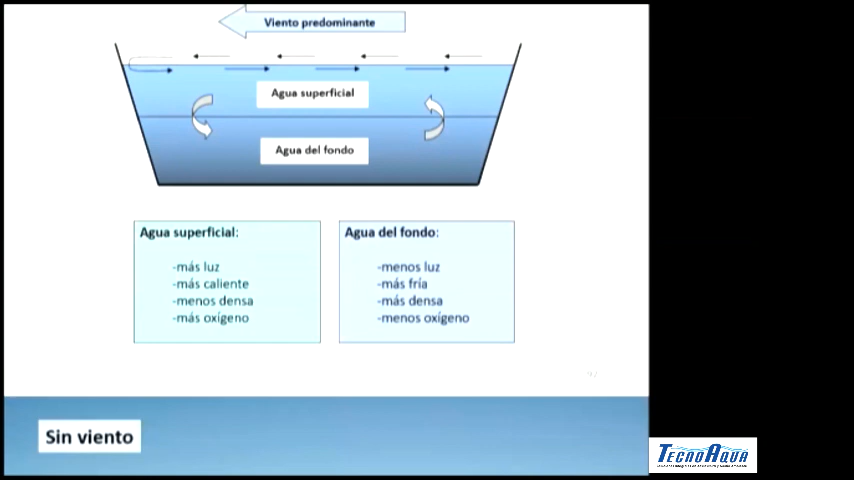 Viento predominante
Agua superficial
Agua del fondo
Agua superficial:
-más luz
-más caliente
-menos densa
-más oxígeno
Agua del fondo:
-menos luz
-más fría
-más densa
-menos oxígeno
Sin viento
TECNOAQUA